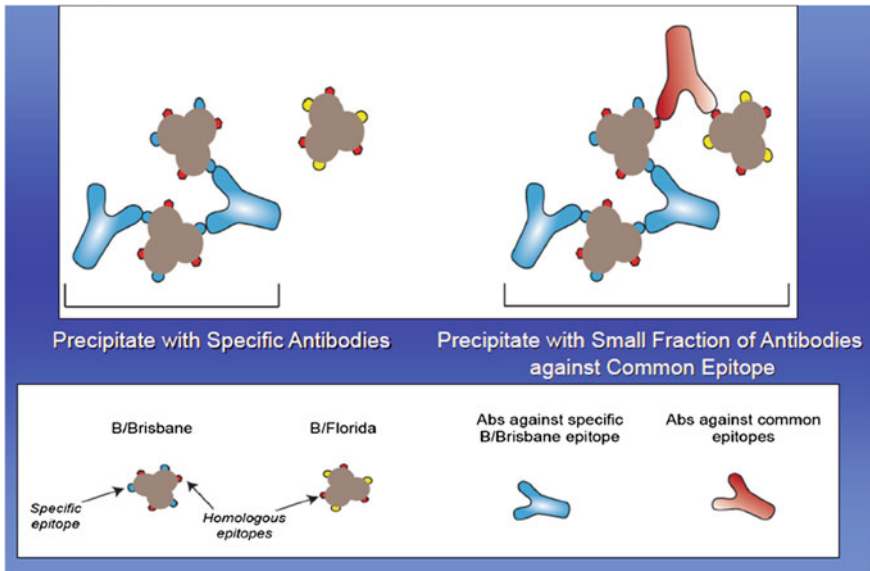 Precipitate with Specific Antibodies
Precipitate with Small Fraction of Antibodies
against Common Epitope
B/Brisbane
B/Florida
Abs against specific
B/Brisbane epitope
Abs against common
epitopes
Specific
epitope
Homologous
epitopes